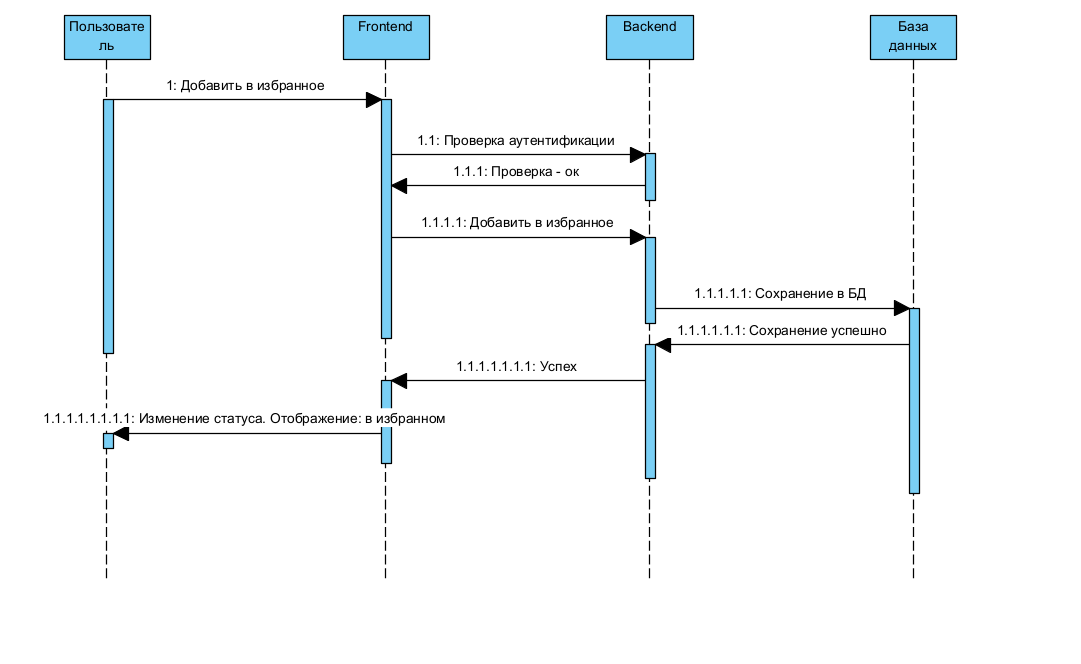 Пользовате
ль
Frontend
Backend
База
данных
1: Добавить в избранное
1.1: Проверка аутентификации
1.1.1: Проверка - ок
1.1.1.1: Добавить в избранное
1.1.1.1.1: Сохранение в БД
1.1.1.1.1.1: Сохранение успешно
1.1.1.1.1.1.1: Успех
1.1.1.1.1.1.1.1: Изменение статуса. Отображение: в избранном